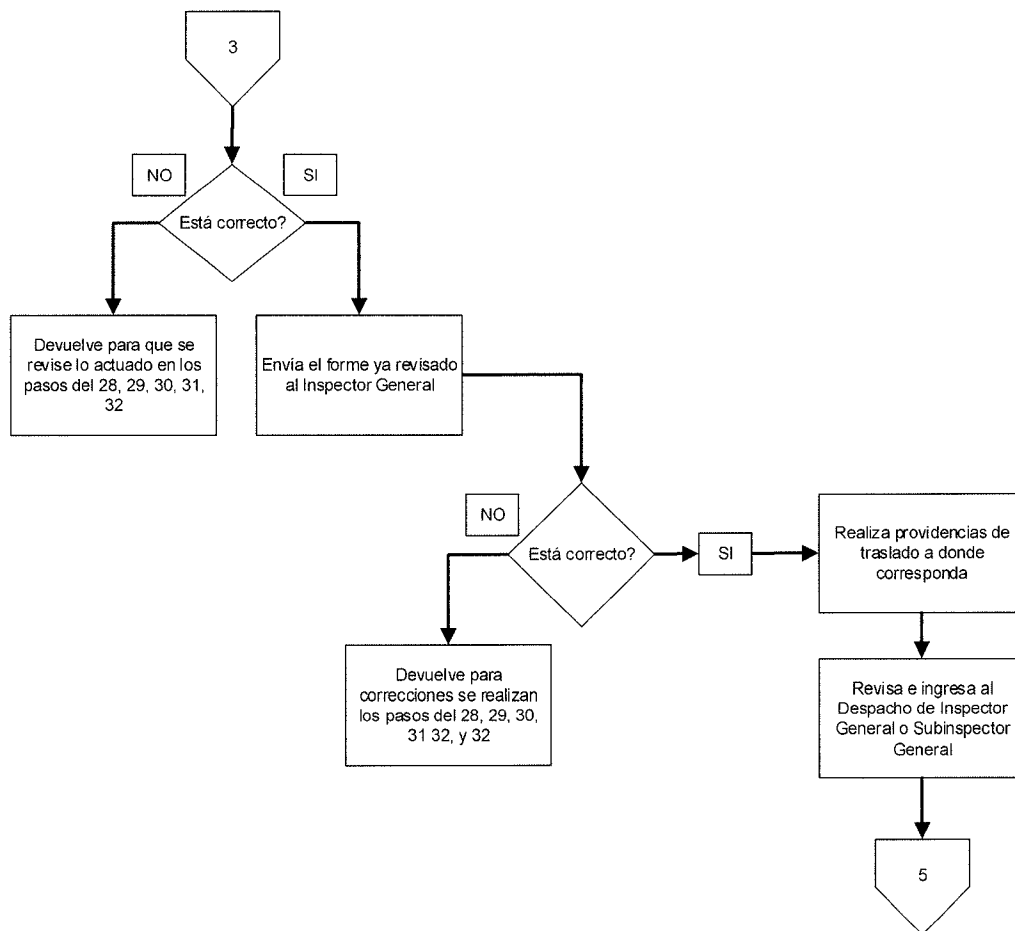 3
NO
SI
Está correcto?
Devuelve para que se
revise lo actuado en los
pasos del 28, 29, 30, 31,
32
Envía el forme ya revisado
al Inspector General
NO
Está correcto?
SI
Realiza providencias de
traslado a donde
corresponda
Devuelve para
correcciones se realizan
los pasos del 28, 29, 30,
31 32, y 32
Revisa e ingresa al
Despacho de Inspector
General o Subinspector
General
5